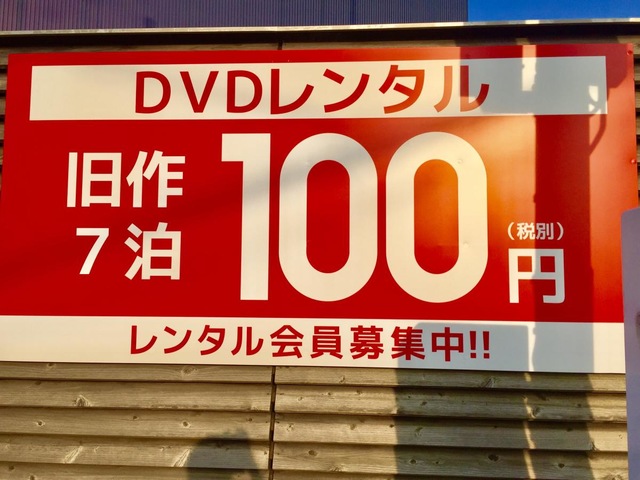 DVDレンタル
旧作
7泊
100
(税別)
円
レンタル会員募集中!!